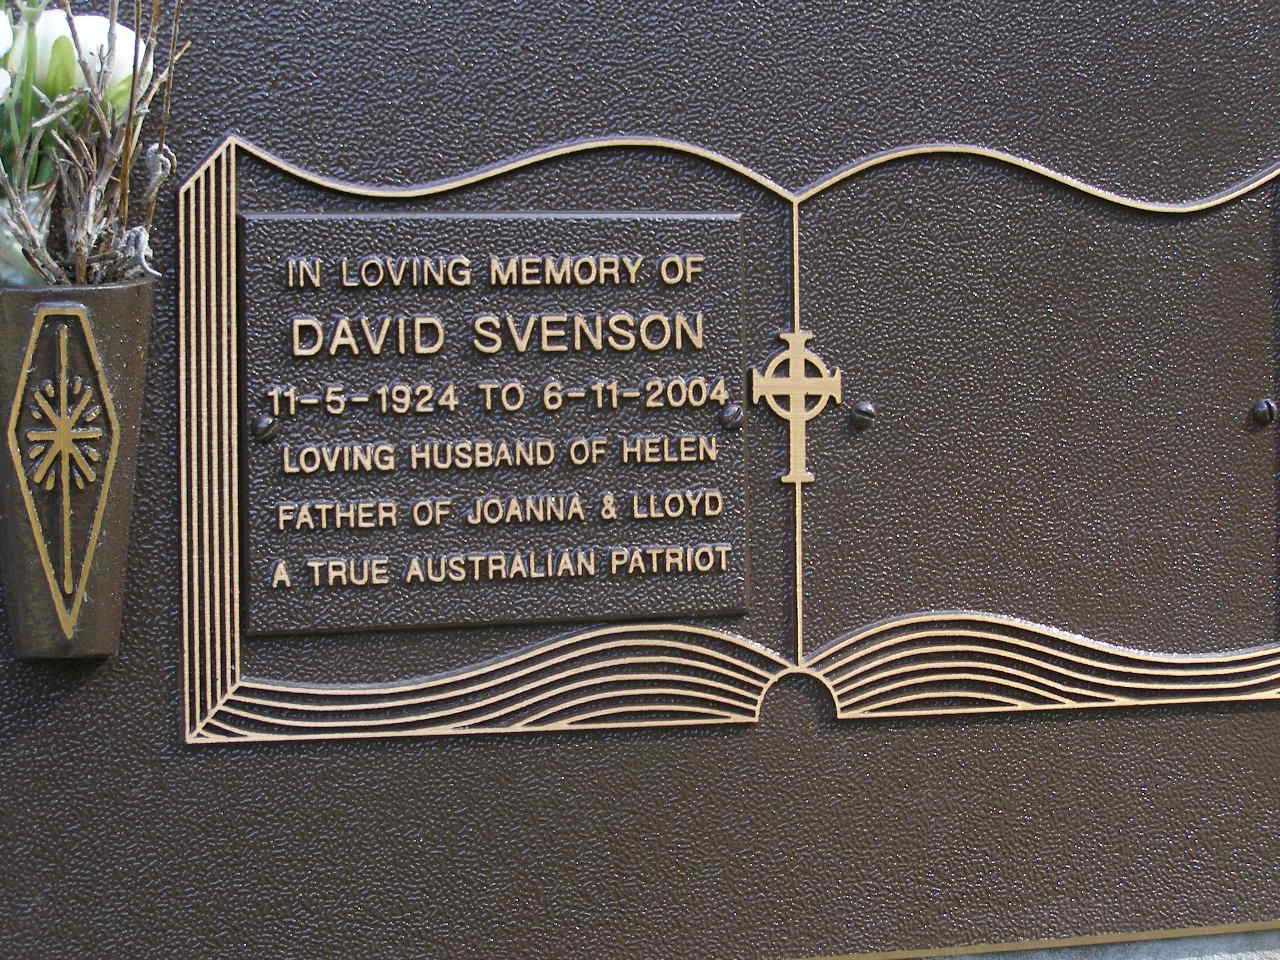 IN LOVING MEMORY OF
DAVID SVENSON
11-5-1924 TO 6-11-2004
LOVING HUSBAND OF HELEN
FATHER OF JOANNA & LLOYD
A TRUE AUSTRALIAN PATRIOT